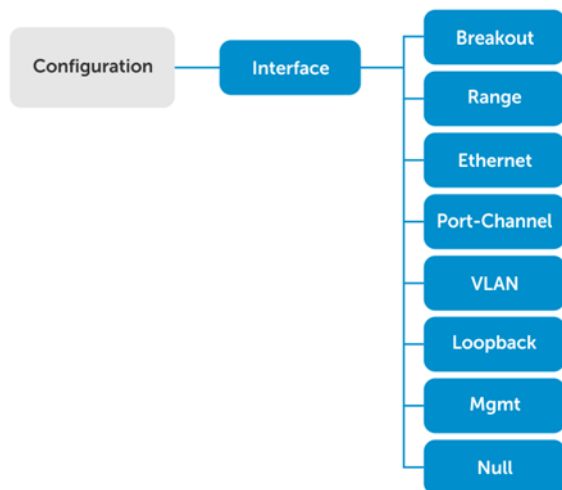 Configuration
Interface
Breakout
Range
Ethernet
Port-Channel
VLAN
Loopback
Mgmt
Null